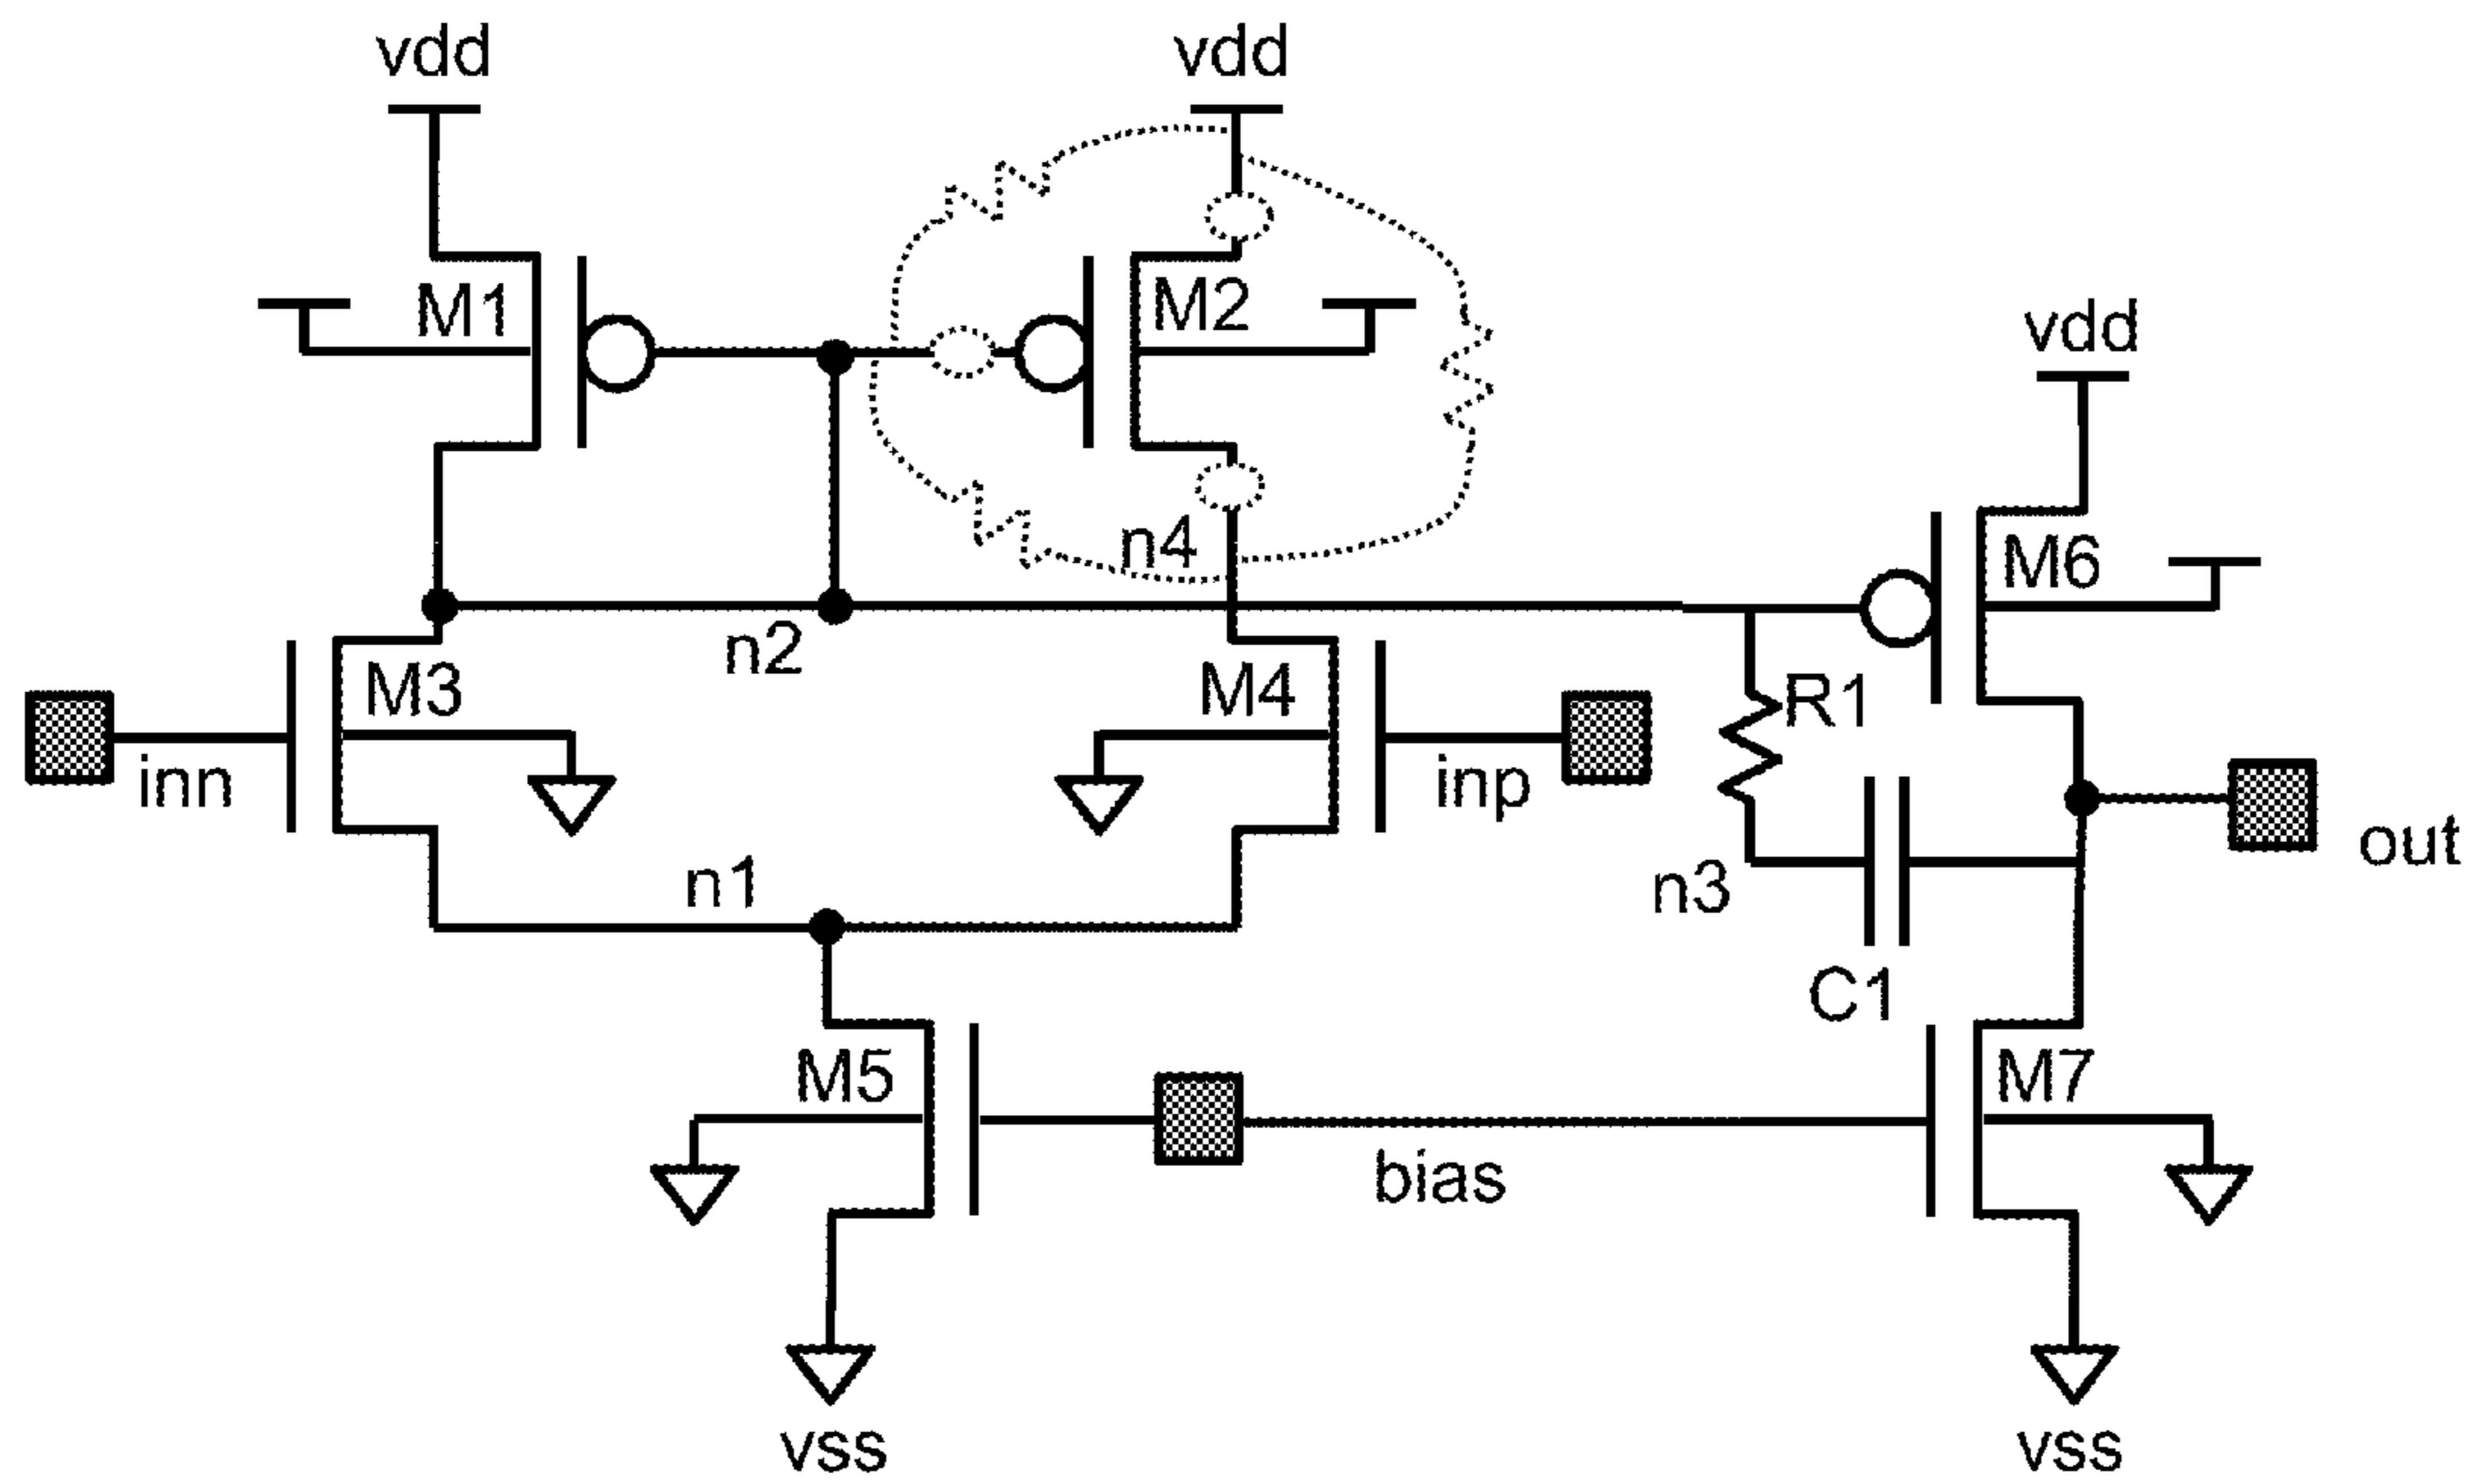 vdd
vdd
M1
M2
vdd
n4
M6
n2
M3
M4
R1
inn
inp
out
n1
n3
C1
M5
M7
bias
vss
vss